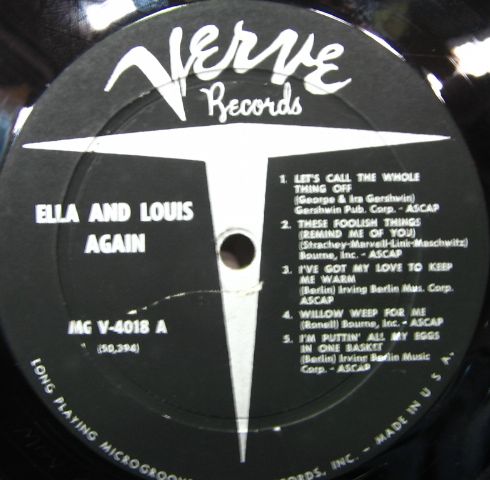 Verve
Records
ELLA AND LOUIS
AGAIN
MG V-4018 A
(50,394)
1. LET'S CALL THE WHOLE
THING OFF
(George & Ira Gershwin)
Gershwin Pub. Corp. - ASCAP
2. THESE FOOLISH THINGS
(REMIND ME OF YOU)
(Strachey-Marvell-Link-Maschwitz)
Bourne, Inc. - ASCAP
3. I'VE GOT MY LOVE TO KEEP
ME WARM
(Berlin) Irving Berlin Mus. Corp.
ASCAP
4. WILLOW WEEP FOR ME
(Ronell) Bourne, Inc. - ASCAP
5. I'M PUTTIN' ALL MY EGGS
IN ONE BASKET
(Berlin) Irving Berlin Music
Corp. - ASCAP
LONG PLAYING MICROGROOVE RECORDS, INC. - MADE IN U.S.A.